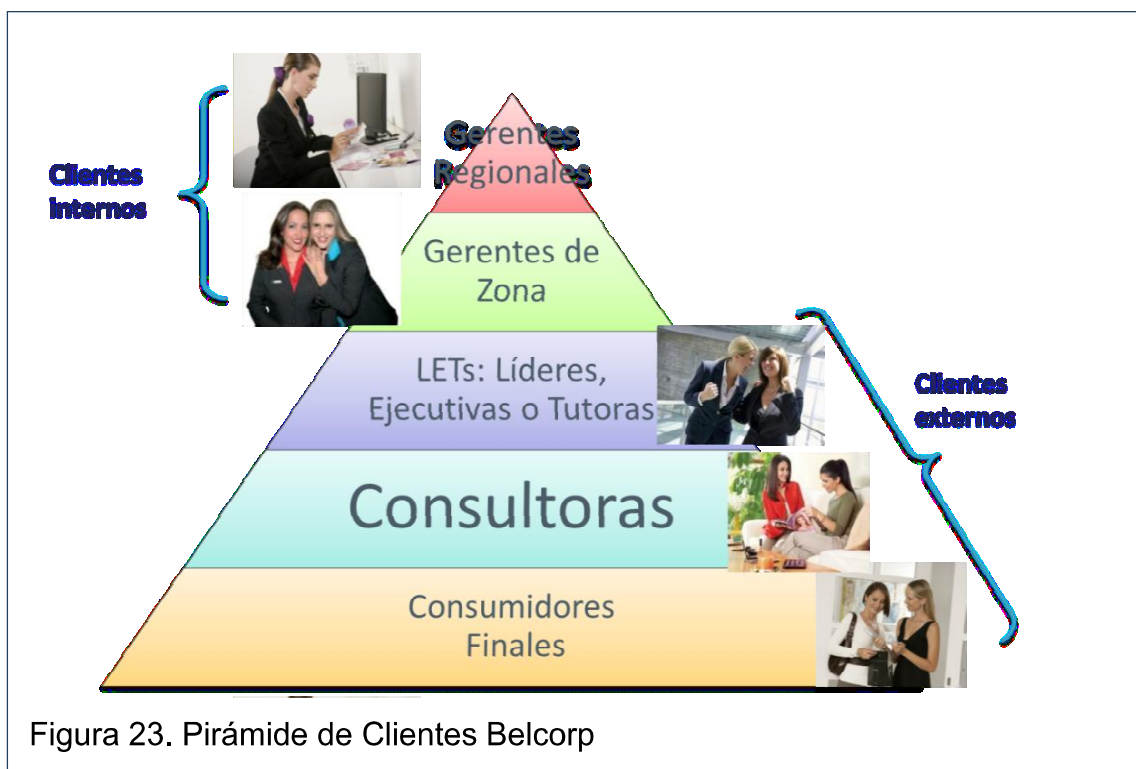 Clientes
internos
Gerentes
Regionales
Gerentes de
Zona
LETs: Líderes,
Ejecutivas o Tutoras
Clientes
externos
Consultoras
Consumidores
Finales
Figura 23. Pirámide de Clientes Belcorp